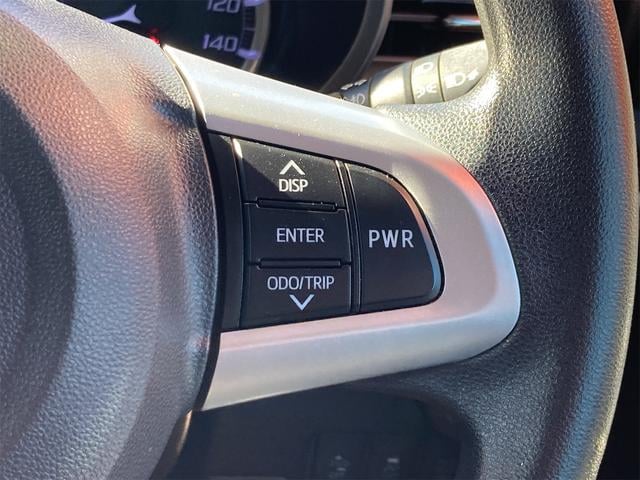 120
140
DISP
ENTER
PWR
ODO/TRIP